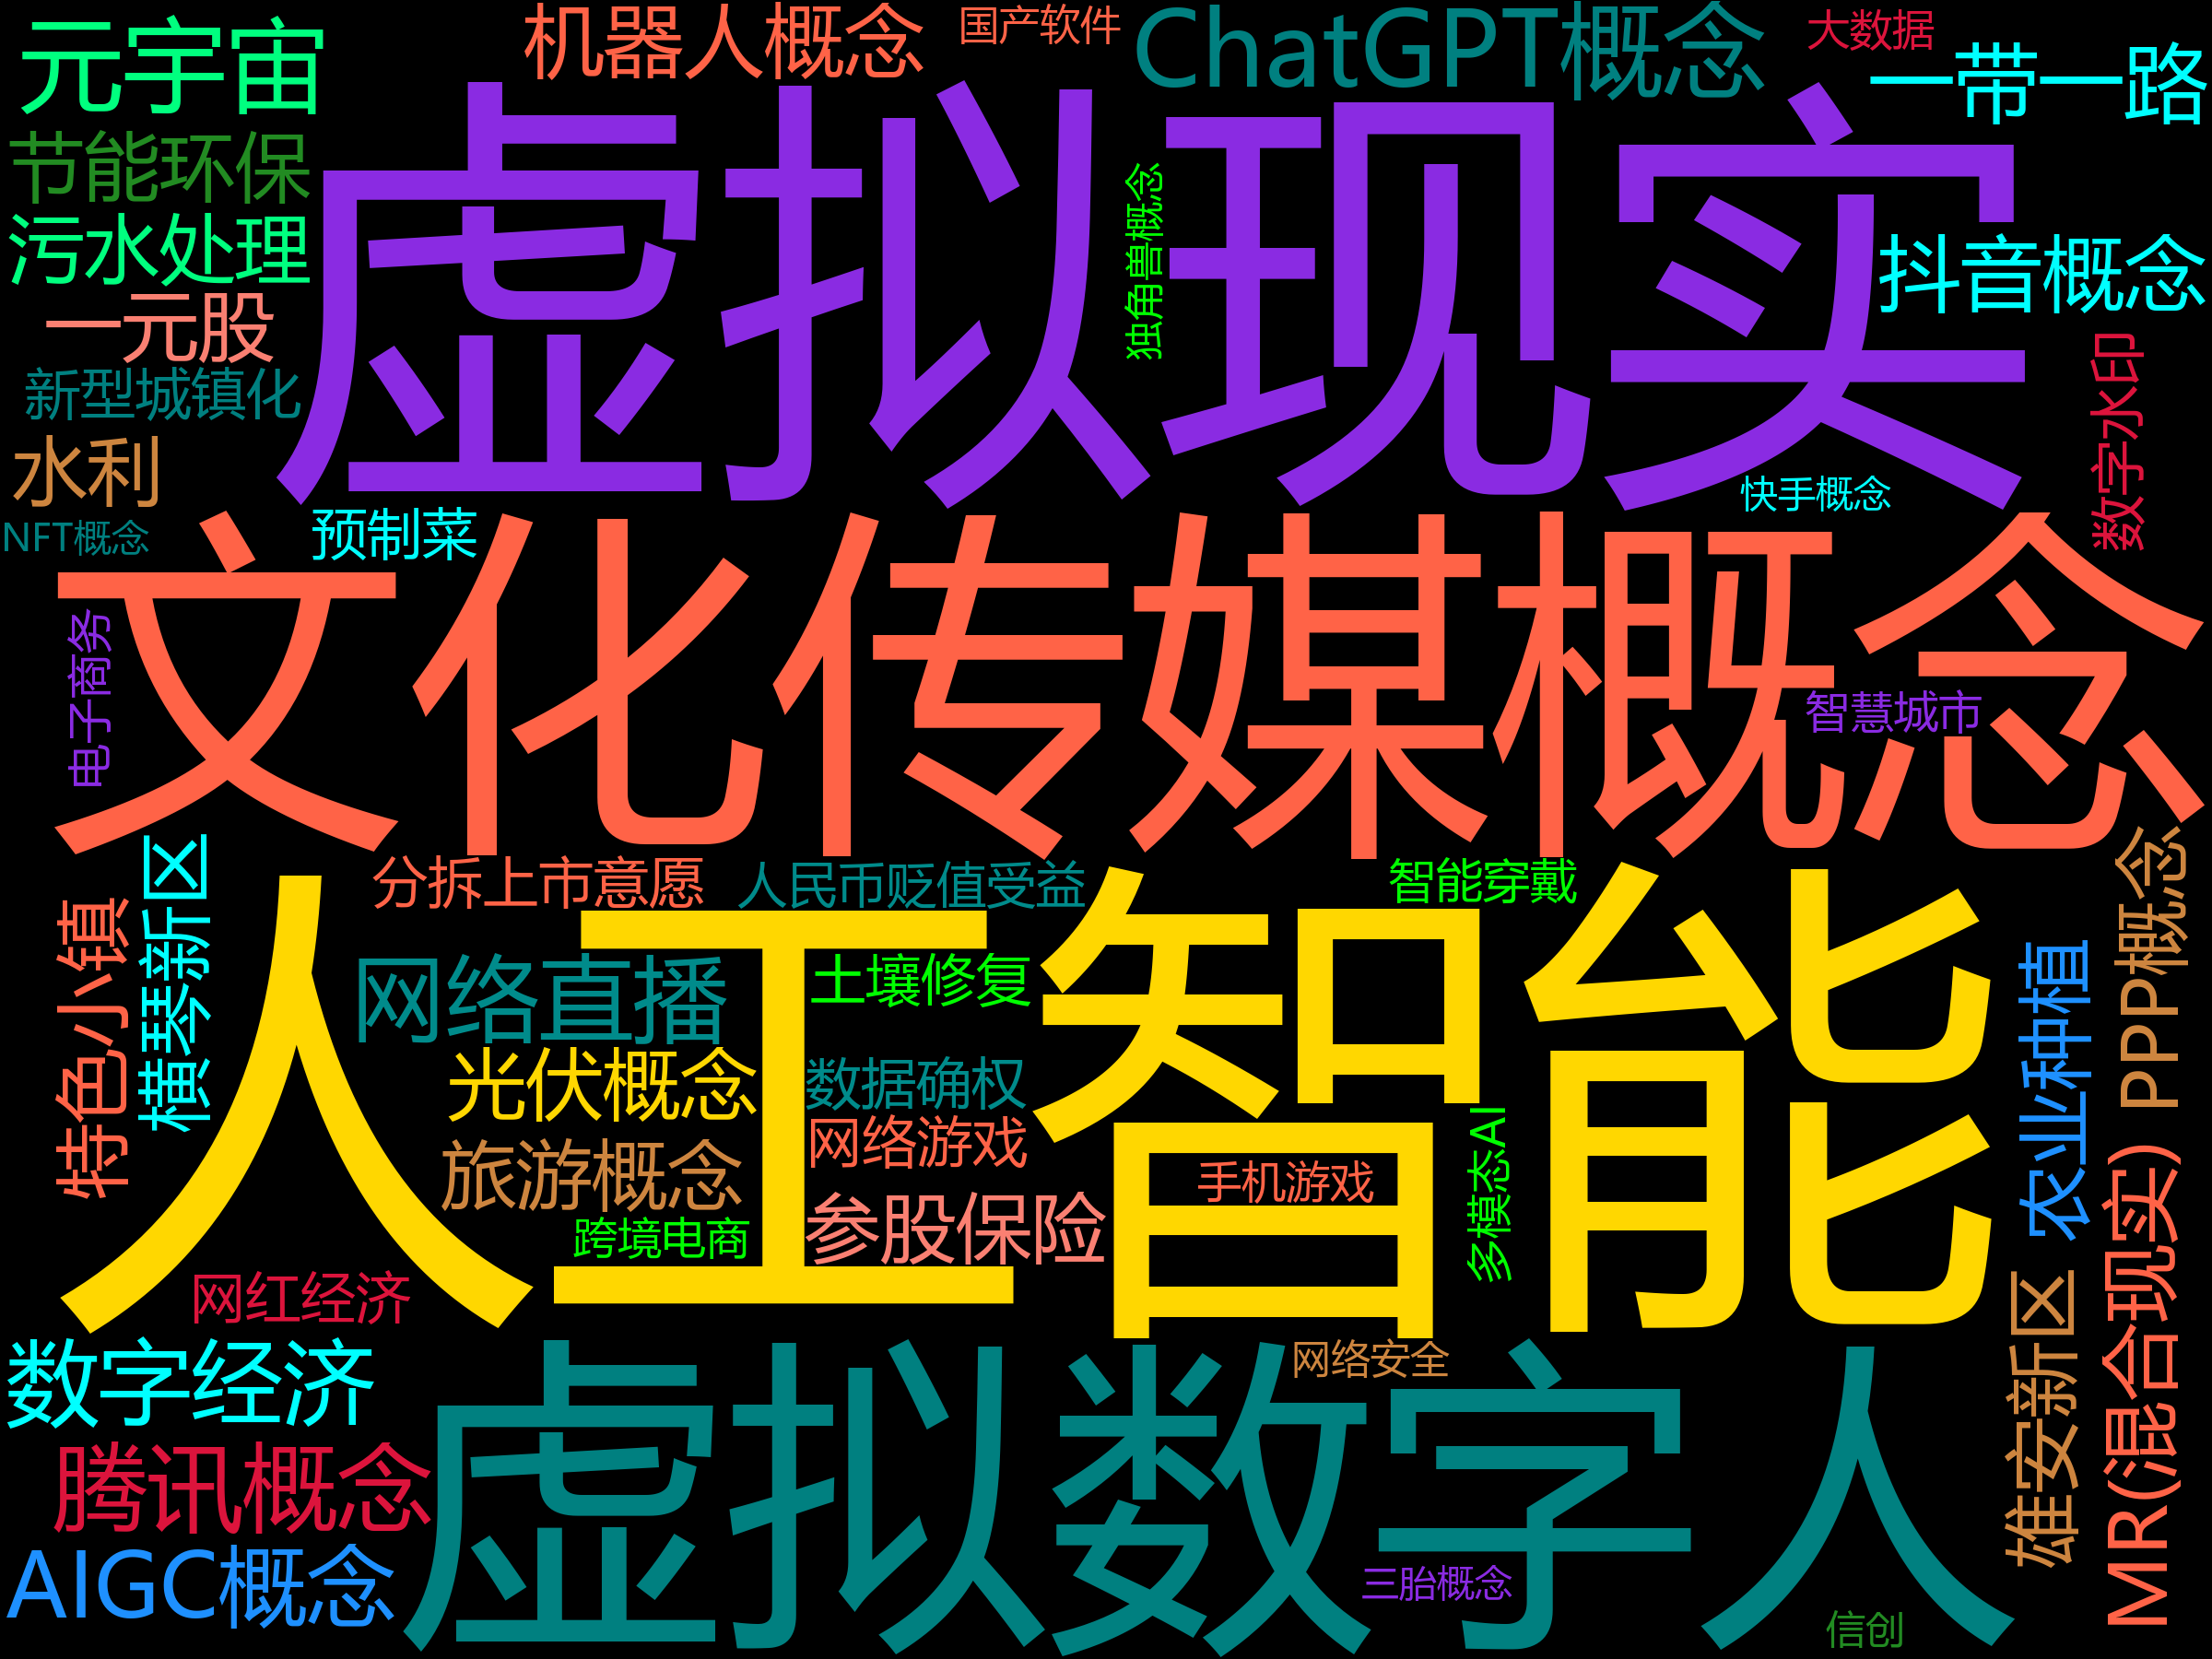 元宇宙
机器人概念
国产软件
ChatGPT概念
大数据
一带一路
节能环保
虚拟现实
独角兽概念
污水处理
抖音概念
一元股
新型城镇化
数字水印
水利
快手概念
NFT概念
预制菜
文化传媒概念
电子商务
智慧城市
分拆上市意愿
人民币贬值受益
智能穿戴
特色小镇
横琴新区
人工智能
网络直播
土壤修复
PPP概念
农业种植
光伏概念
数据确权
旅游概念
网络游戏
多模态AI
手机游戏
参股保险
跨境电商
MR(混合现实)
网红经济
雄安新区
数字经济
虚拟数字人
网络安全
腾讯概念
AIGC概念
三胎概念
信创